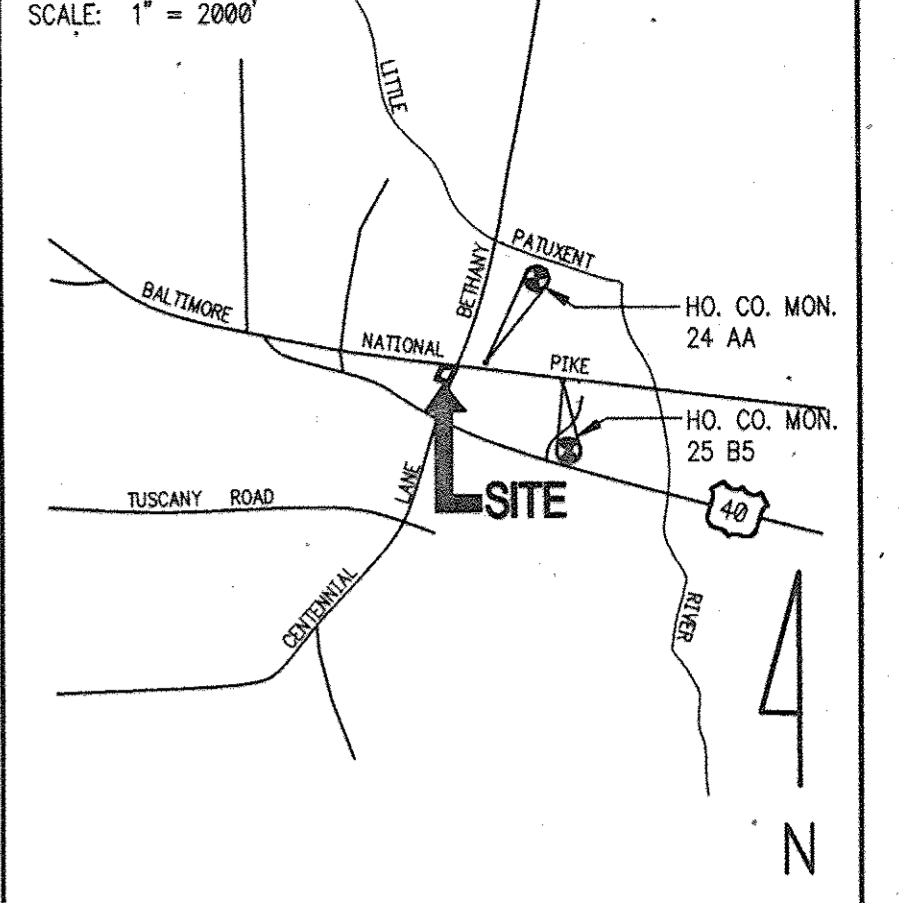 SCALE: 1" = 2000'
LITTLE
PATUXENT
BETHANY
BALTIMORE
NATIONAL
PIKE
HO. CO. MON.
24 AA
HO. CO. MON.
25 B5
LANE
SITE
TUSCANY ROAD
40
CENTENNIAL
RIVER
N